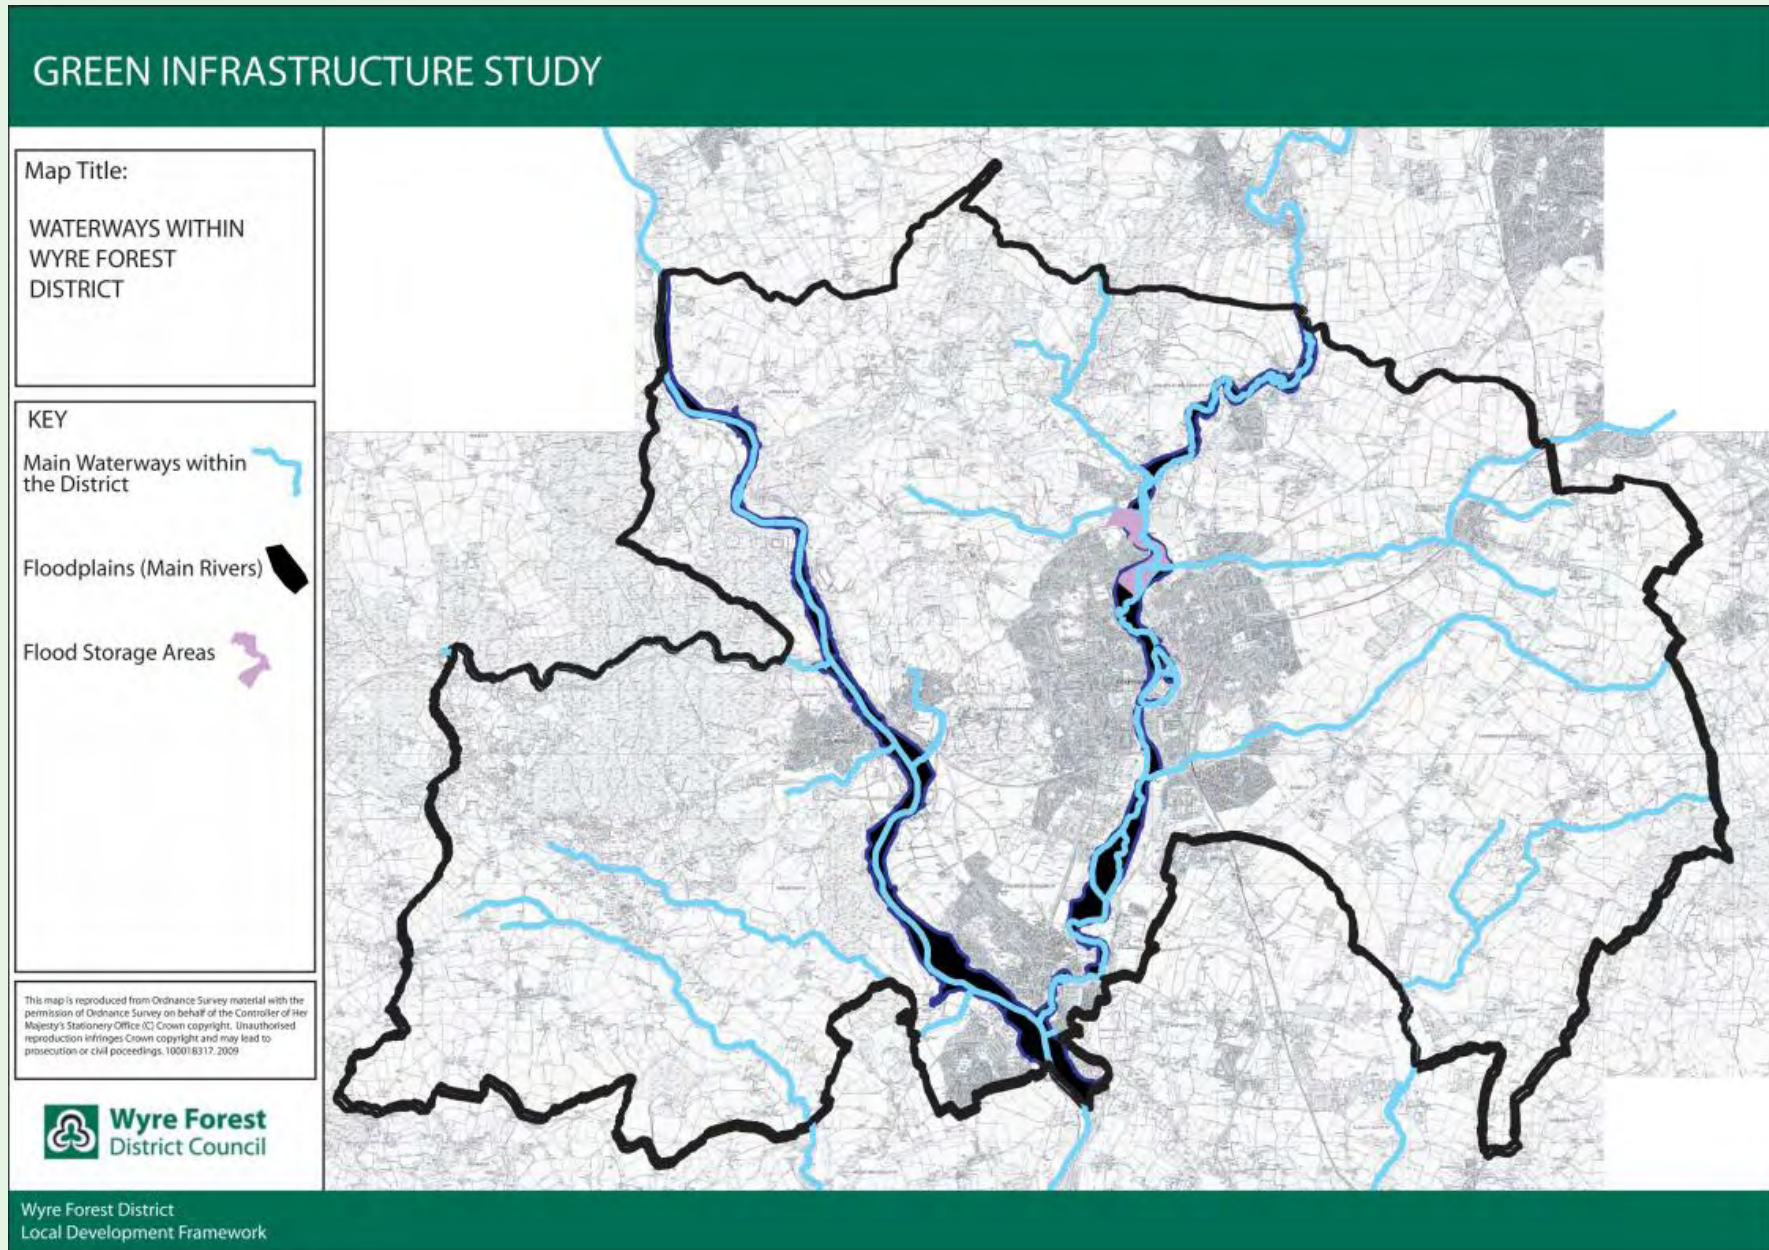 GREEN INFRASTRUCTURE STUDY
Map Title:
WATERWAYS WITHIN
WYRE FOREST
DISTRICT
KEY
Main Waterways within
the District
Floodplains (Main Rivers)
Flood Storage Areas
This map is reproduced from Ordnance Survey material with the
permission of Ordnance Survey on behalf of the Controller of Her
Majesty's Stationery Office (C) Crown copyright. Unauthorised
reproduction infringes Crown copyright and may lead to
prosecution or civil poceedings. 100018317. 2009
Wyre Forest
District Council
Wyre Forest District
Local Development Framework